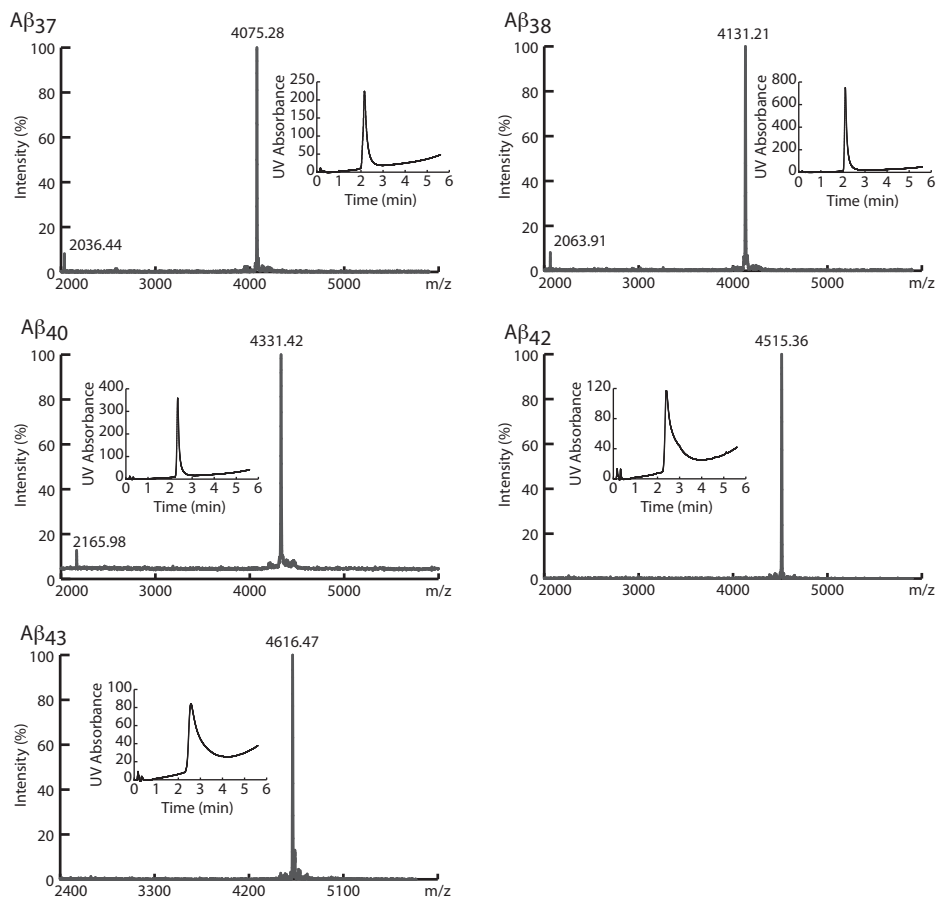 Aβ37
4075.28
Intensity (%)
100
80
60
40
20
0
2036.44
2000 3000 4000 5000 m/z
UV Absorbance
250
200
150
100
50
0
0 1 2 3 4 5 6
Time (min)
Aβ38
4131.21
Intensity (%)
100
80
60
40
20
0
2063.91
2000 3000 4000 5000 m/z
UV Absorbance
800
600
400
200
0
0 1 2 3 4 5 6
Time (min)
Aβ40
4331.42
Intensity (%)
100
80
60
40
20
0
2165.98
2000 3000 4000 5000 m/z
UV Absorbance
400
300
200
100
0
0 1 2 3 4 5 6
Time (min)
Aβ42
4515.36
Intensity (%)
100
80
60
40
20
0
2000 3000 4000 5000 m/z
UV Absorbance
120
80
40
0
0 1 2 3 4 5 6
Time (min)
Aβ43
4616.47
Intensity (%)
100
80
60
40
20
0
2400 3300 4200 5100 m/z
UV Absorbance
100
80
60
40
20
0
0 1 2 3 4 5 6
Time (min)